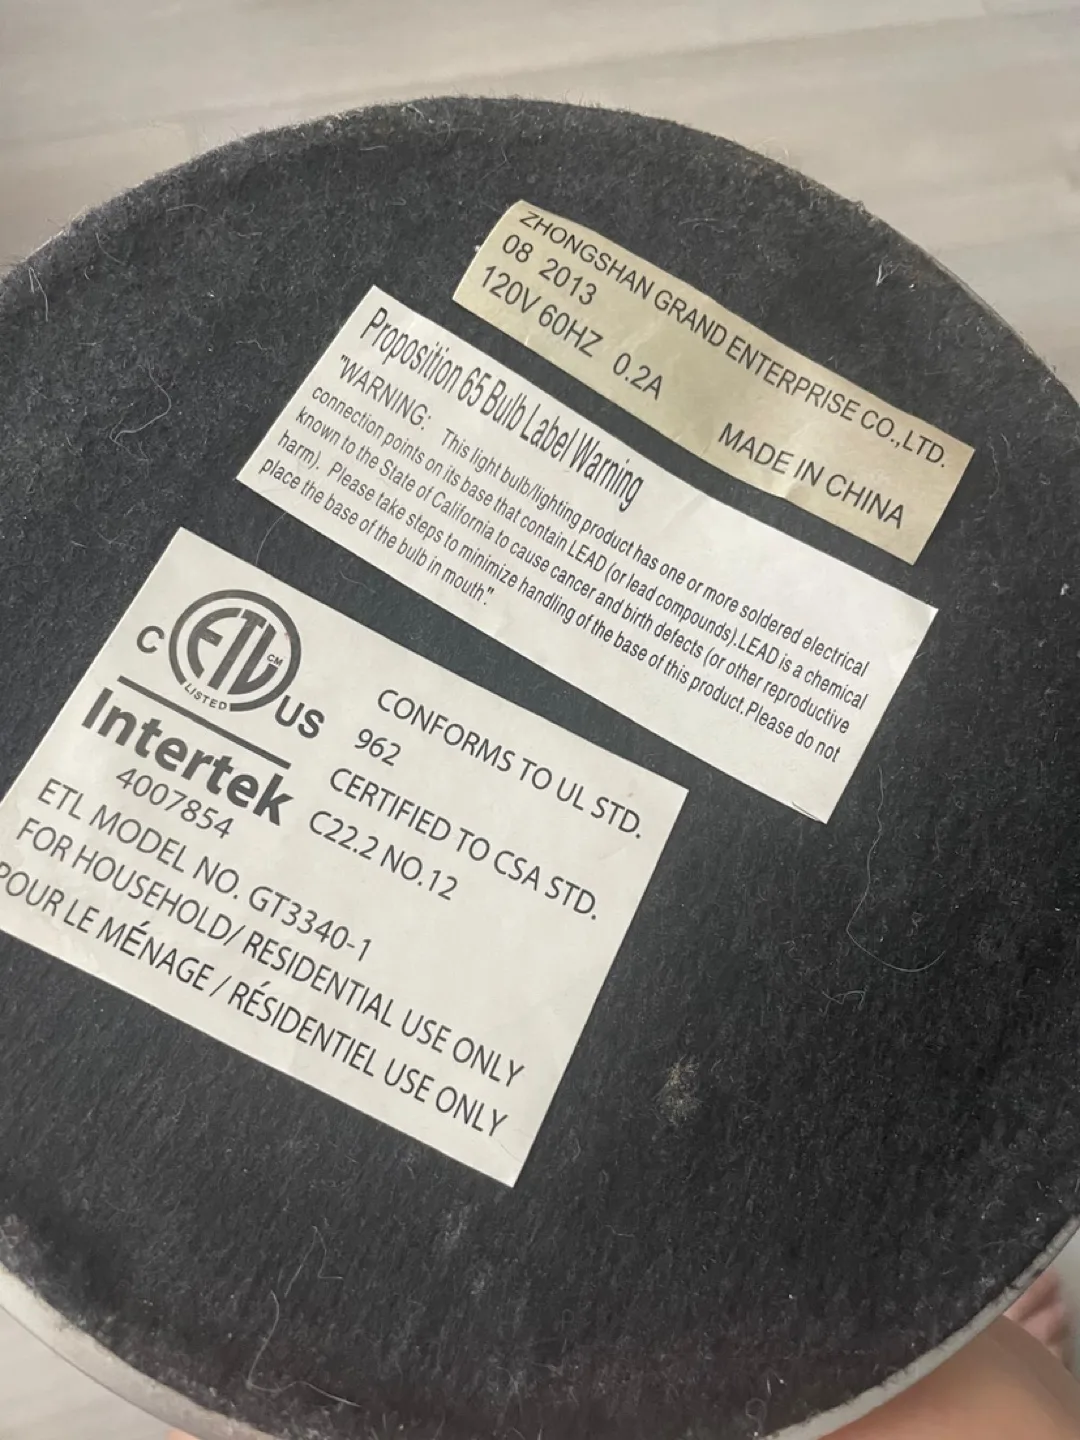 ZHONGSHAN GRAND ENTERPRISE CO.,LTD.
08 2013
120V 60HZ 0.2A
MADE IN CHINA
Proposition 65 Bulb Label Warning
"WARNING: This light bulb/lighting product has one or more soldered electrical
connection points on its base that contain LEAD (or lead compounds).LEAD is a chemical
known to the State of California to cause cancer and birth defects (or other reproductive
harm). Please take steps to minimize handling of the base of this product.Please do not
place the base of the bulb in mouth."
C ETL CM US
LISTED
Intertek
4007854
CONFORMS TO UL STD.
962
CERTIFIED TO CSA STD.
C22.2 NO.12
ETL MODEL NO. GT3340-1
FOR HOUSEHOLD/ RESIDENTIAL USE ONLY
POUR LE MÉNAGE / RÉSIDENTIEL USE ONLY